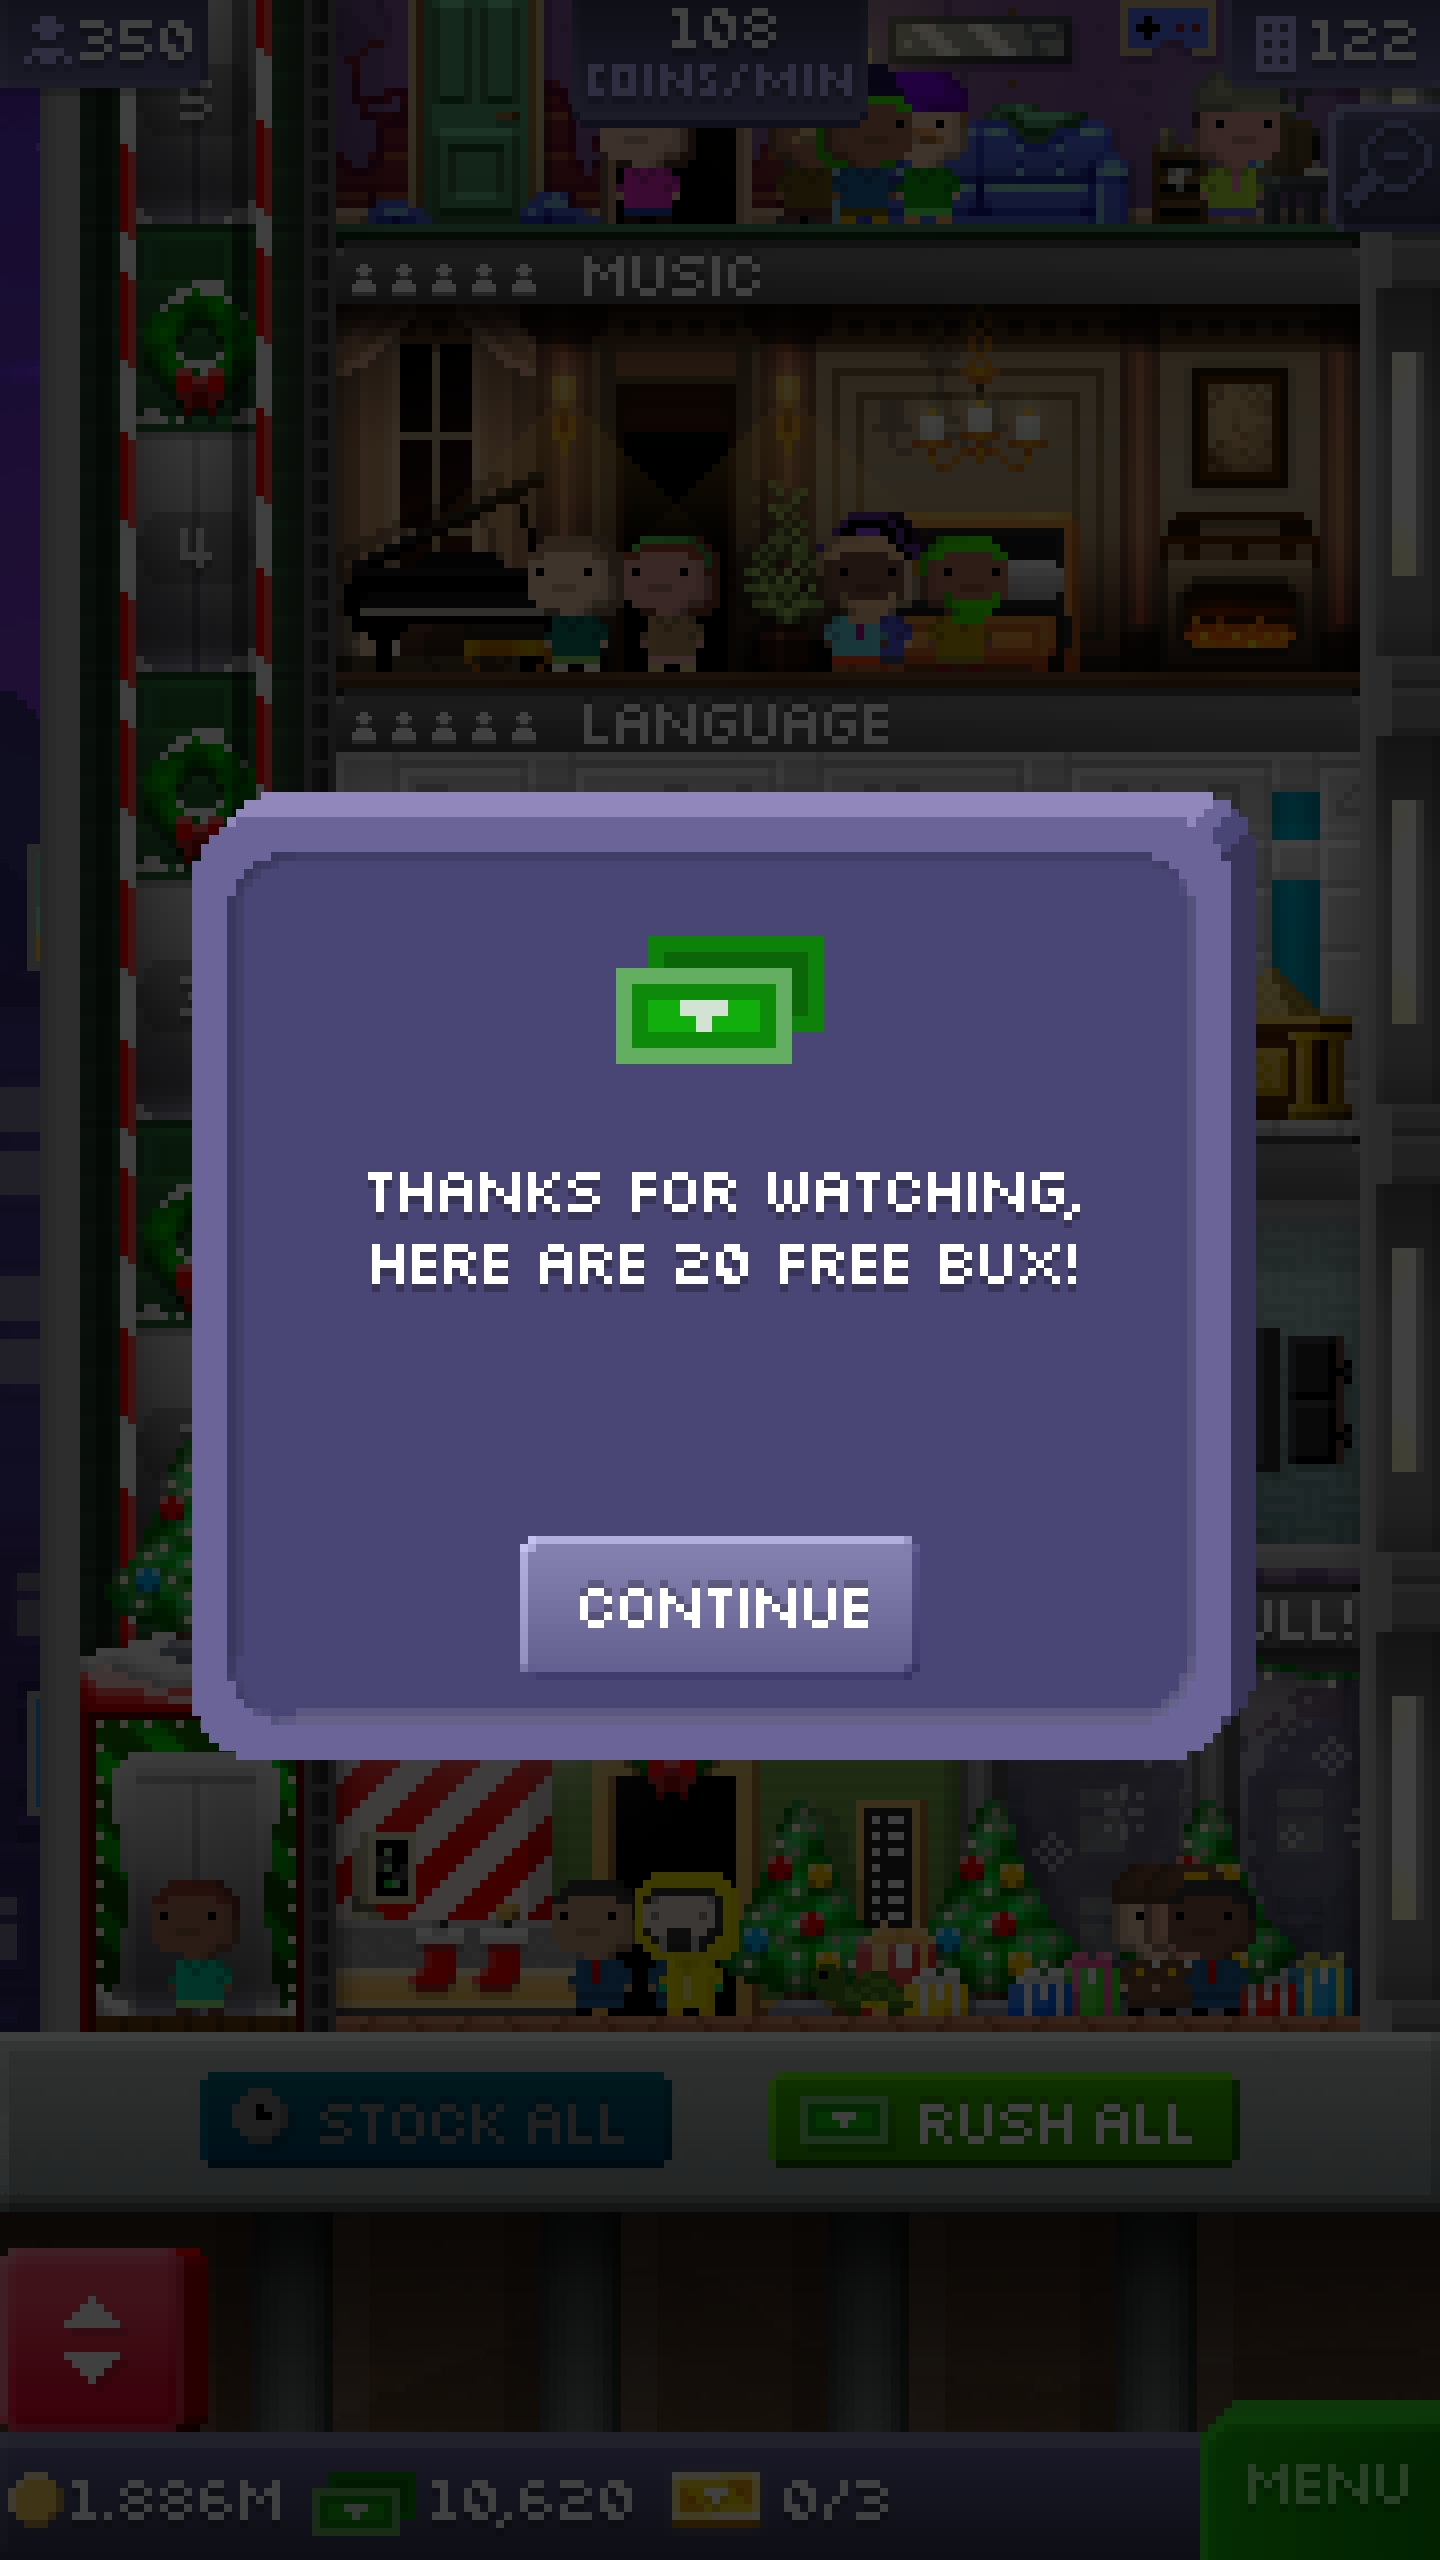 350
108
COINS/MIN
122
5
MUSIC
4
LANGUAGE
THANKS FOR WATCHING,
HERE ARE 20 FREE BUX!
CONTINUE
STOCK ALL
RUSH ALL
1.886M
10,620
0/3
MENU